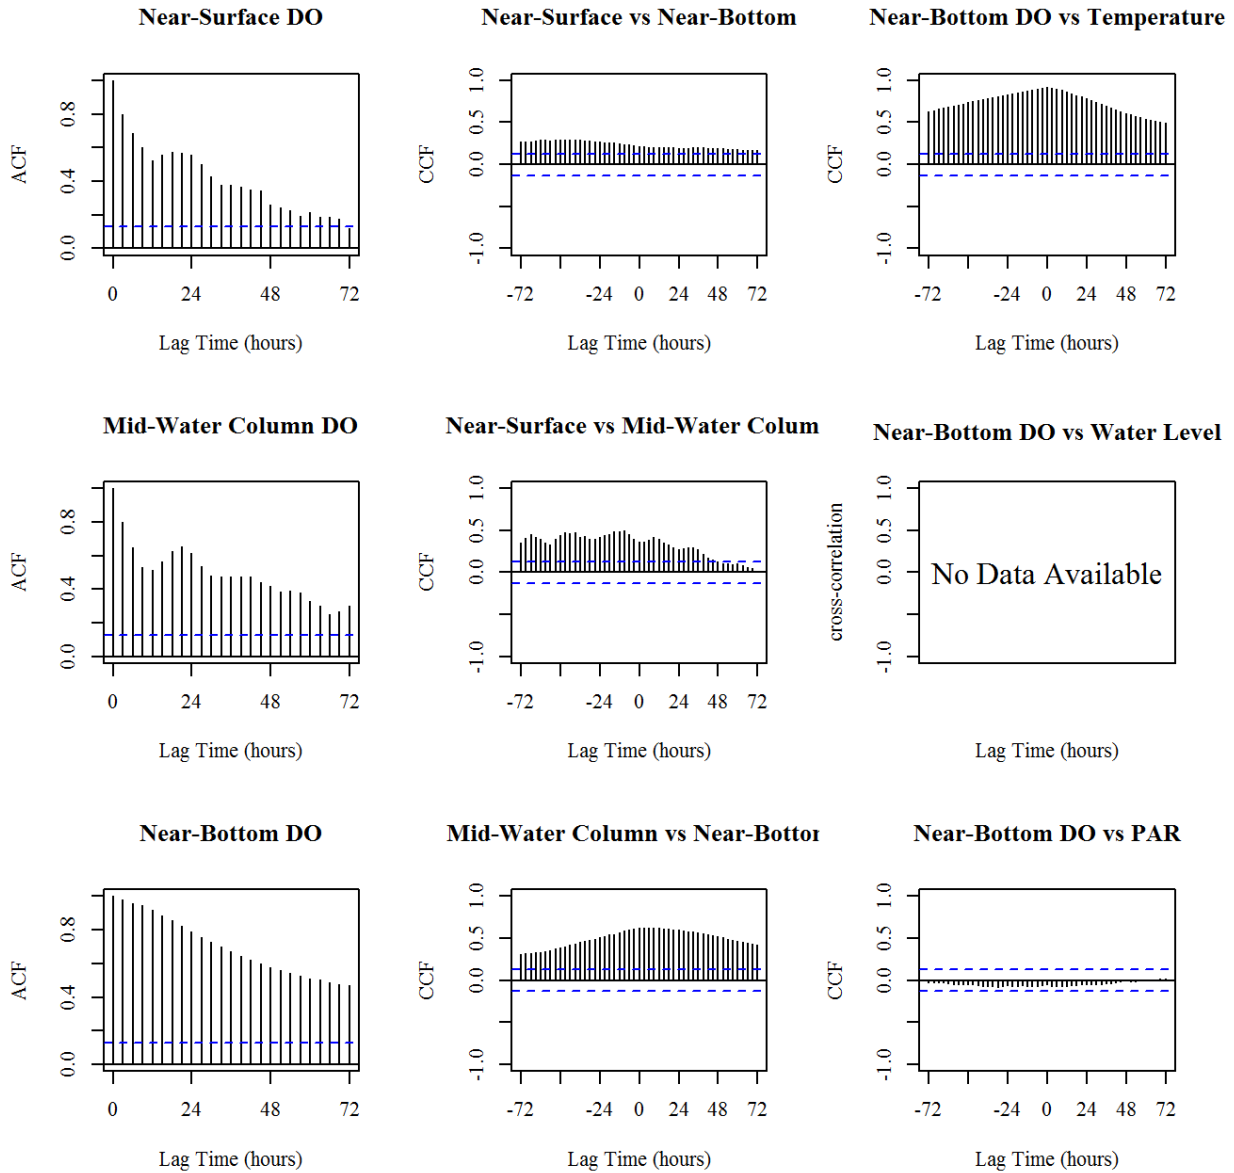 Near-Surface DO
Near-Surface vs Near-Bottom
Near-Bottom DO vs Temperature
ACF
0.0 0.4 0.8
0 24 48 72
Lag Time (hours)
CCF
-1.0 0.0 0.5 1.0
-72 -24 0 24 48 72
Lag Time (hours)
CCF
-1.0 0.0 0.5 1.0
-72 -24 0 24 48 72
Lag Time (hours)
Mid-Water Column DO
Near-Surface vs Mid-Water Colum
Near-Bottom DO vs Water Level
ACF
0.0 0.4 0.8
0 24 48 72
Lag Time (hours)
CCF
-1.0 0.0 0.5 1.0
-72 -24 0 24 48 72
Lag Time (hours)
cross-correlation
-1.0 0.0 0.5 1.0
No Data Available
Lag Time (hours)
Near-Bottom DO
Mid-Water Column vs Near-Bottor
Near-Bottom DO vs PAR
ACF
0.0 0.4 0.8
0 24 48 72
Lag Time (hours)
CCF
-1.0 0.0 0.5 1.0
-72 -24 0 24 48 72
Lag Time (hours)
CCF
-1.0 0.0 0.5 1.0
-72 -24 0 24 48 72
Lag Time (hours)